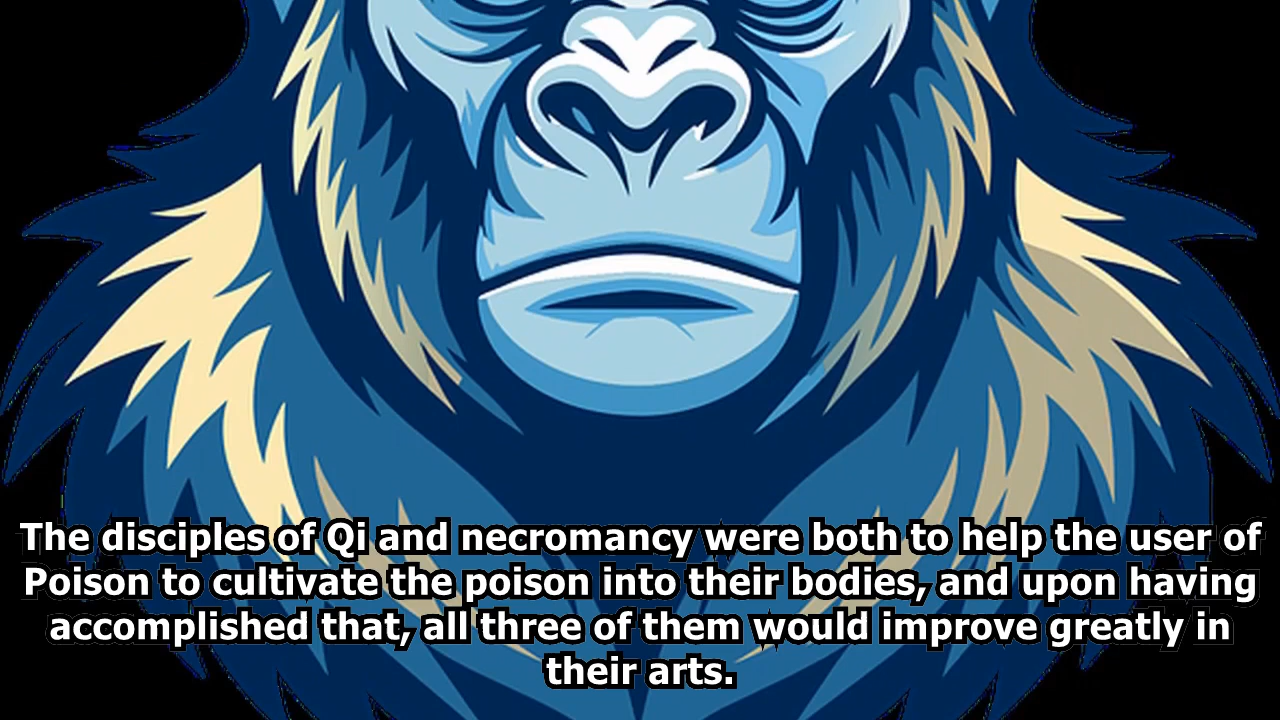 The disciples of Qi and necromancy were both to help the user of
Poison to cultivate the poison into their bodies, and upon having
accomplished that, all three of them would improve greatly in
their arts.